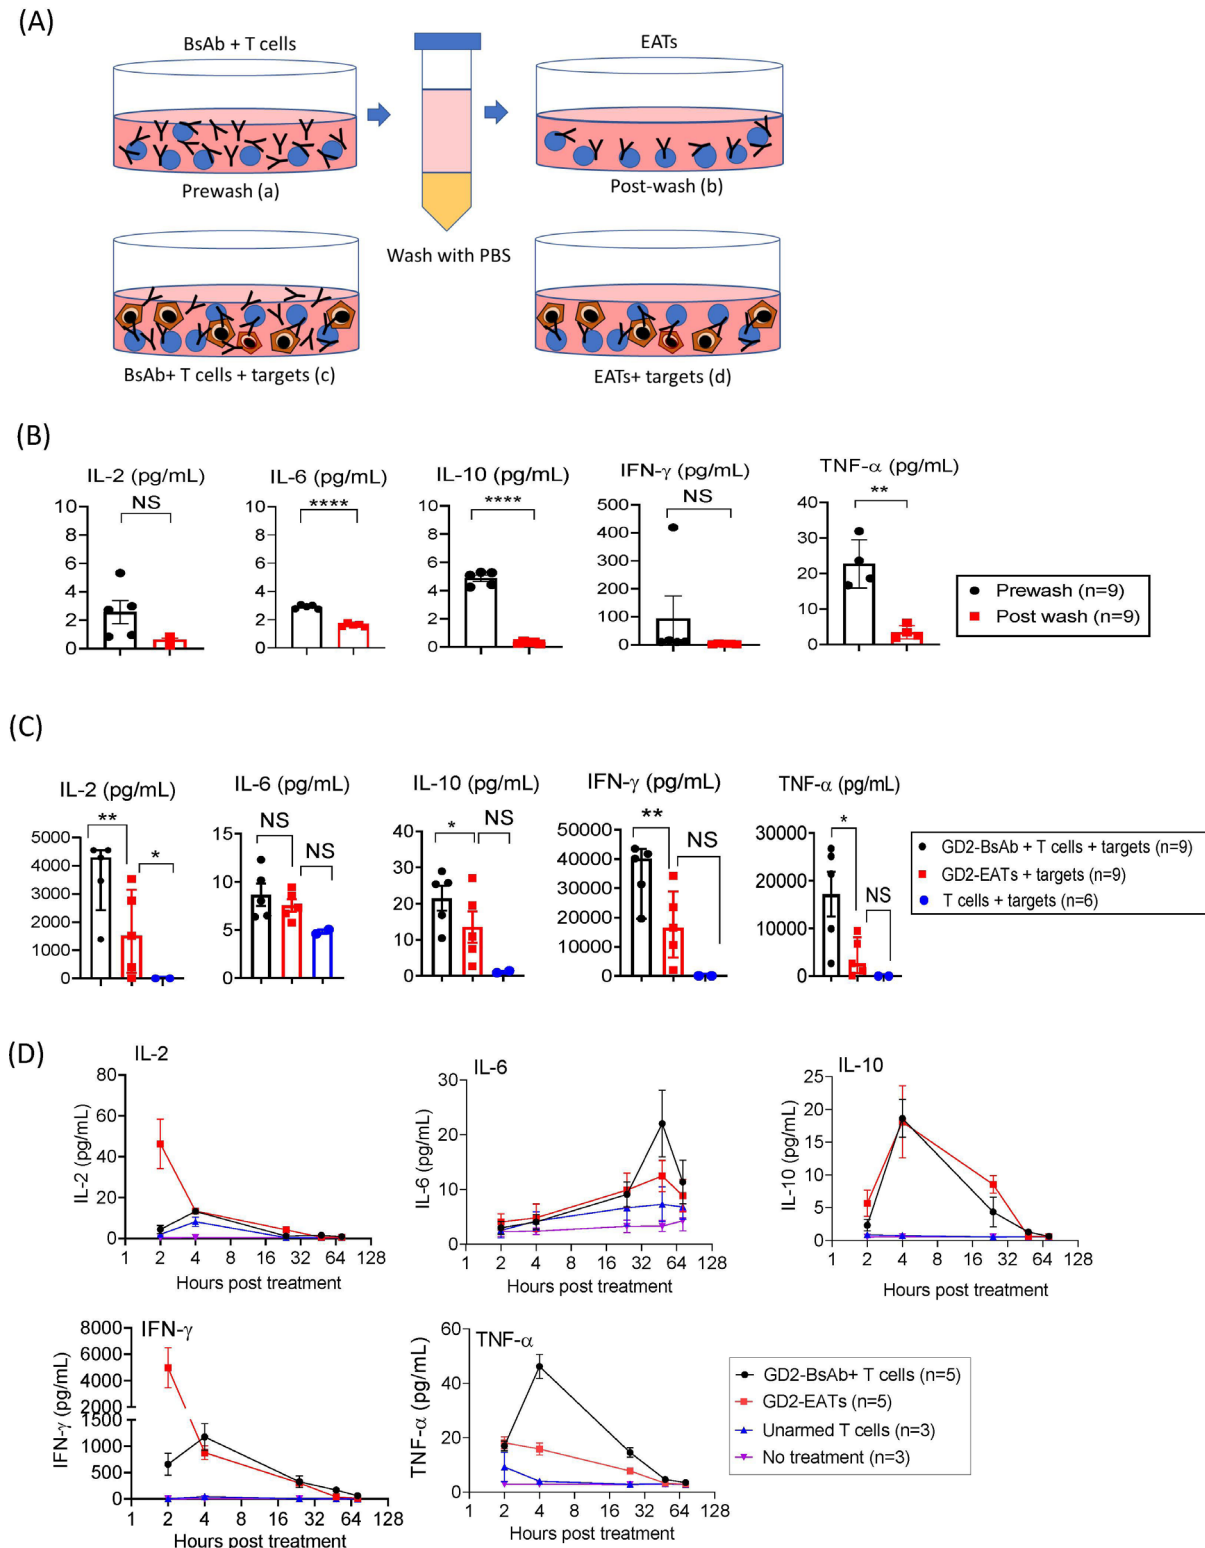 (A)
BsAb + T cells
EATs
Prewash (a)
Post-wash (b)
Wash with PBS
BsAb+ T cells + targets (c)
EATs+ targets (d)
(B)
IL-2 (pg/mL)
NS
10
8
6
4
2
0
IL-6 (pg/mL)
****
10
8
6
4
2
0
IL-10 (pg/mL)
****
10
8
6
4
2
0
IFN-γ (pg/mL)
NS
500
400
300
200
100
0
TNF-α (pg/mL)
**
40
30
20
10
0
Prewash (n=9)
Post wash (n=9)
(C)
IL-2 (pg/mL)
**
*
5000
4000
3000
2000
1000
0
IL-6 (pg/mL)
NS
NS
15
10
5
0
IL-10 (pg/mL)
*
NS
40
30
20
10
0
IFN-γ (pg/mL)
**
NS
50000
40000
30000
20000
10000
0
TNF-α (pg/mL)
*
NS
30000
20000
10000
0
GD2-BsAb + T cells + targets (n=9)
GD2-EATs + targets (n=9)
T cells + targets (n=6)
(D)
IL-2
IL-2 (pg/mL)
80
60
40
20
0
1 2 4 8 16 32 64 128
Hours post treatment
IL-6
IL-6 (pg/mL)
30
20
10
0
1 2 4 8 16 32 64 128
Hours post treatment
IL-10
IL-10 (pg/mL)
25
20
15
10
5
0
1 2 4 8 16 32 64 128
Hours post treatment
IFN-γ
IFN-γ (pg/mL)
8000
6000
4000
2000
1500
1000
500
0
1 2 4 8 16 32 64 128
Hours post treatment
TNF-α
TNF-α (pg/mL)
60
40
20
0
1 2 4 8 16 32 64 128
Hours post treatment
GD2-BsAb+ T cells (n=5)
GD2-EATs (n=5)
Unarmed T cells (n=3)
No treatment (n=3)